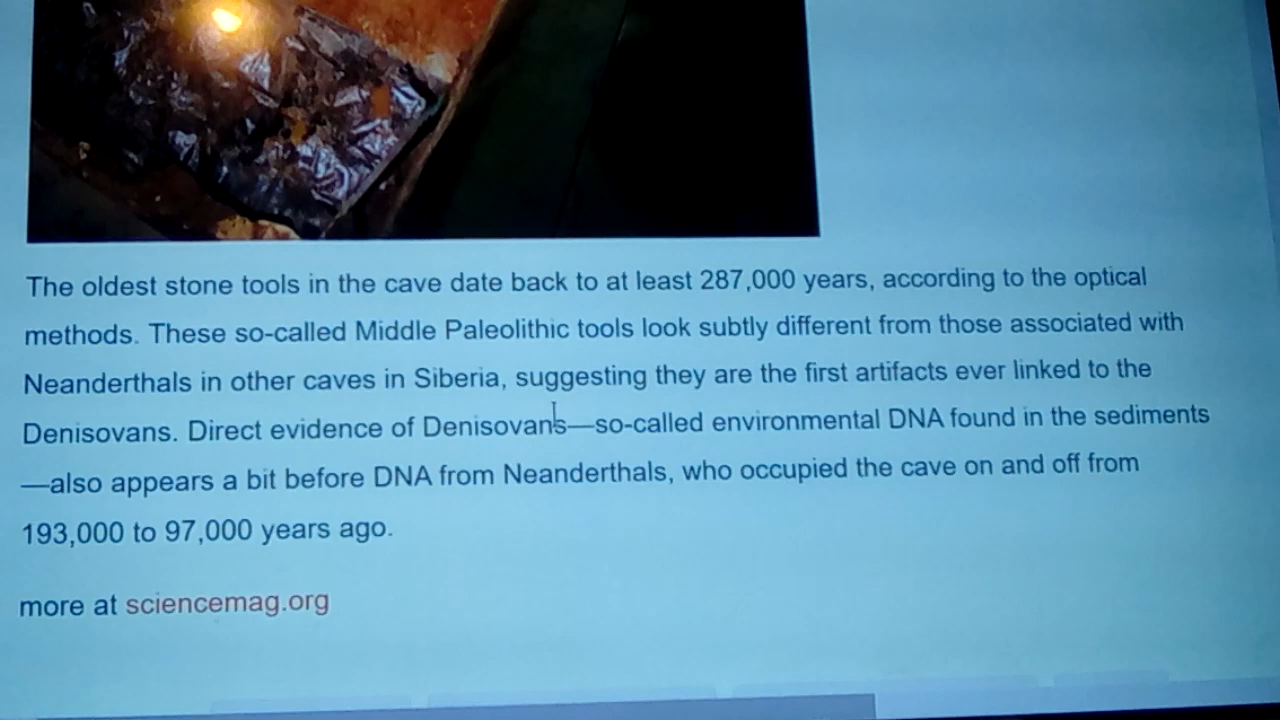 The oldest stone tools in the cave date back to at least 287,000 years, according to the optical
methods. These so-called Middle Paleolithic tools look subtly different from those associated with
Neanderthals in other caves in Siberia, suggesting they are the first artifacts ever linked to the
Denisovans. Direct evidence of Denisovans—so-called environmental DNA found in the sediments
—also appears a bit before DNA from Neanderthals, who occupied the cave on and off from
193,000 to 97,000 years ago.
more at sciencemag.org